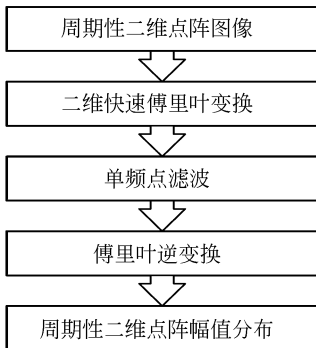 周期性二维点阵图像
二维快速傅里叶变换
单频点滤波
傅里叶逆变换
周期性二维点阵幅值分布